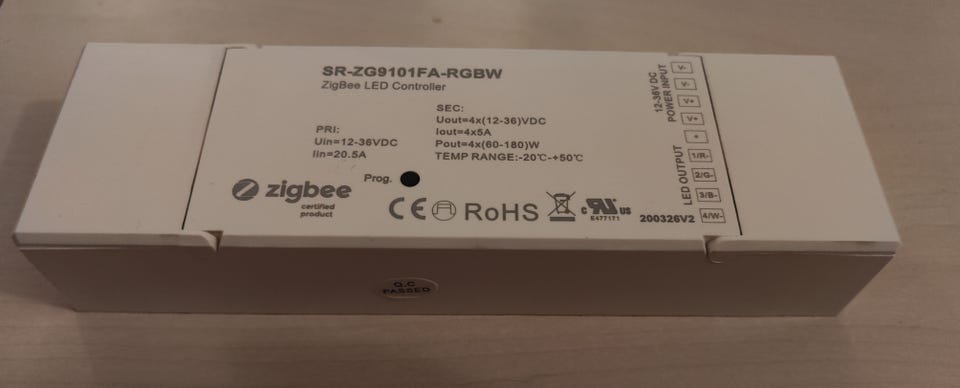 SR-ZG9101FA-RGBW
ZigBee LED Controller
PRI:
Uin=12-36VDC
Iin=20.5A
SEC:
Uout=4x(12-36)VDC
Iout=4x5A
Pout=4x(60-180)W
TEMP RANGE:-20℃-+50℃
Prog.
zigbee
certified
product
CE RoHS c RU US
E477171
200326V2
12-36V DC
POWER INPUT
V-
V-
V+
V+
LED OUTPUT
+
1/R-
2/G-
3/B-
4/W-
Q.C
PASSED